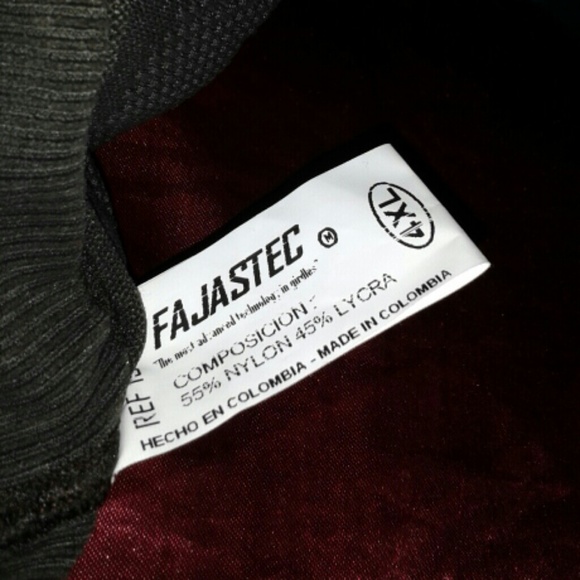 4XL
FAJASTEC M
"The most advanced technology in girdles"
COMPOSICION:
55% NYLON 45% LYCRA
HECHO EN COLOMBIA - MADE IN COLOMBIA
REF